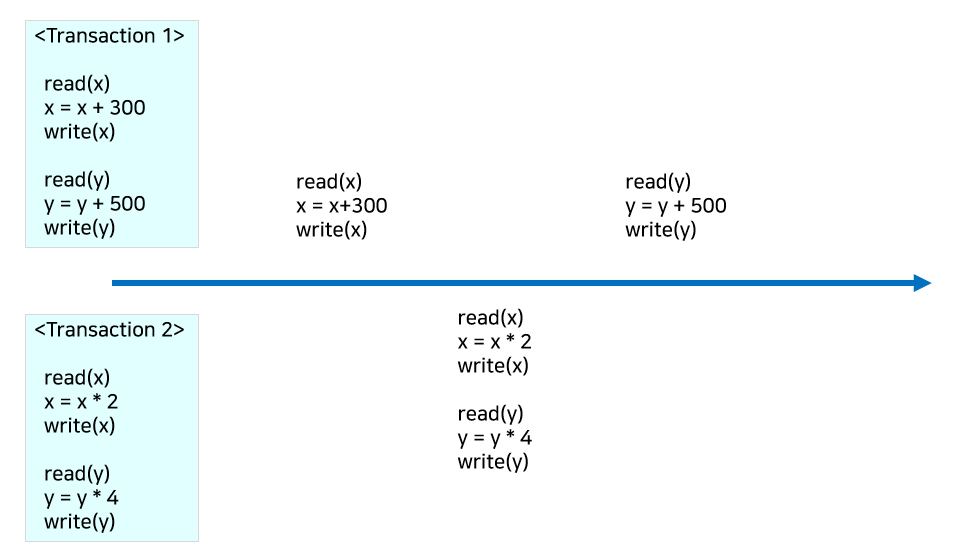 <Transaction 1>
read(x)
x = x + 300
write(x)
read(y)
y = y + 500
write(y)
read(x)
x = x+300
write(x)
read(y)
y = y + 500
write(y)
<Transaction 2>
read(x)
x = x * 2
write(x)
read(y)
y = y * 4
write(y)
read(x)
x = x * 2
write(x)
read(y)
y = y * 4
write(y)